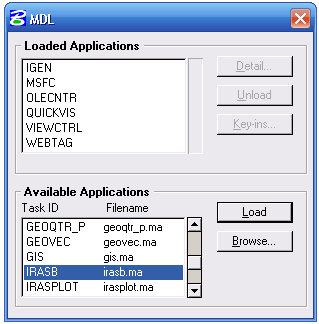 MDL
Loaded Applications
IGEN
MSFC
OLECNTR
QUICKVIS
VIEWCTRL
WEBTAG
Detail...
Unload
Key-ins...
Available Applications
Task ID Filename
GEOQTR_P geoqtr_p.ma
GEOVEC geovec.ma
GIS gis.ma
IRASB irasb.ma
IRASPLOT irasplot.ma
Load
Browse...